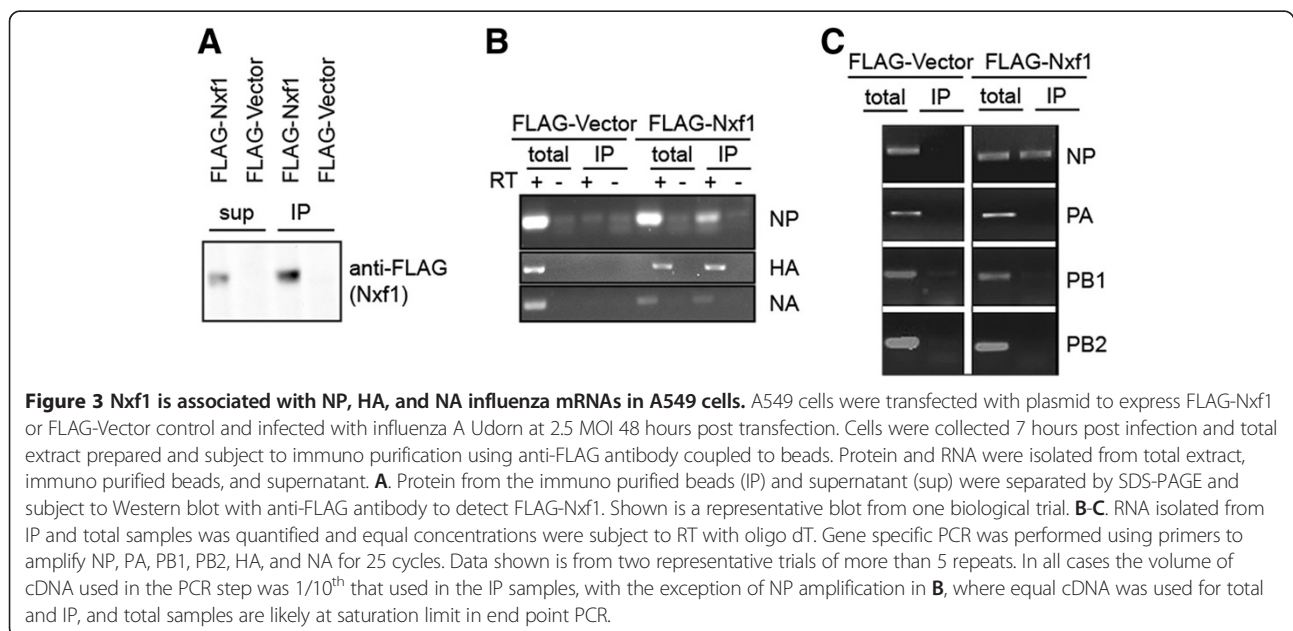 A
FLAG-Nxf1
FLAG-Vector
FLAG-Nxf1
FLAG-Vector
sup IP
anti-FLAG
(Nxf1)
B
FLAG-Vector FLAG-Nxf1
total IP total IP
RT + - + - + - + -
NP
HA
NA
C
FLAG-Vector FLAG-Nxf1
total IP total IP
NP
PA
PB1
PB2
Figure 3 Nxf1 is associated with NP, HA, and NA influenza mRNAs in A549 cells. A549 cells were transfected with plasmid to express FLAG-Nxf1
or FLAG-Vector control and infected with influenza A Udorn at 2.5 MOI 48 hours post transfection. Cells were collected 7 hours post infection and total
extract prepared and subject to immuno purification using anti-FLAG antibody coupled to beads. Protein and RNA were isolated from total extract,
immuno purified beads, and supernatant. A. Protein from the immuno purified beads (IP) and supernatant (sup) were separated by SDS-PAGE and
subject to Western blot with anti-FLAG antibody to detect FLAG-Nxf1. Shown is a representative blot from one biological trial. B-C. RNA isolated from
IP and total samples was quantified and equal concentrations were subject to RT with oligo dT. Gene specific PCR was performed using primers to
amplify NP, PA, PB1, PB2, HA, and NA for 25 cycles. Data shown is from two representative trials of more than 5 repeats. In all cases the volume of
cDNA used in the PCR step was 1/10th that used in the IP samples, with the exception of NP amplification in B, where equal cDNA was used for total
and IP, and total samples are likely at saturation limit in end point PCR.